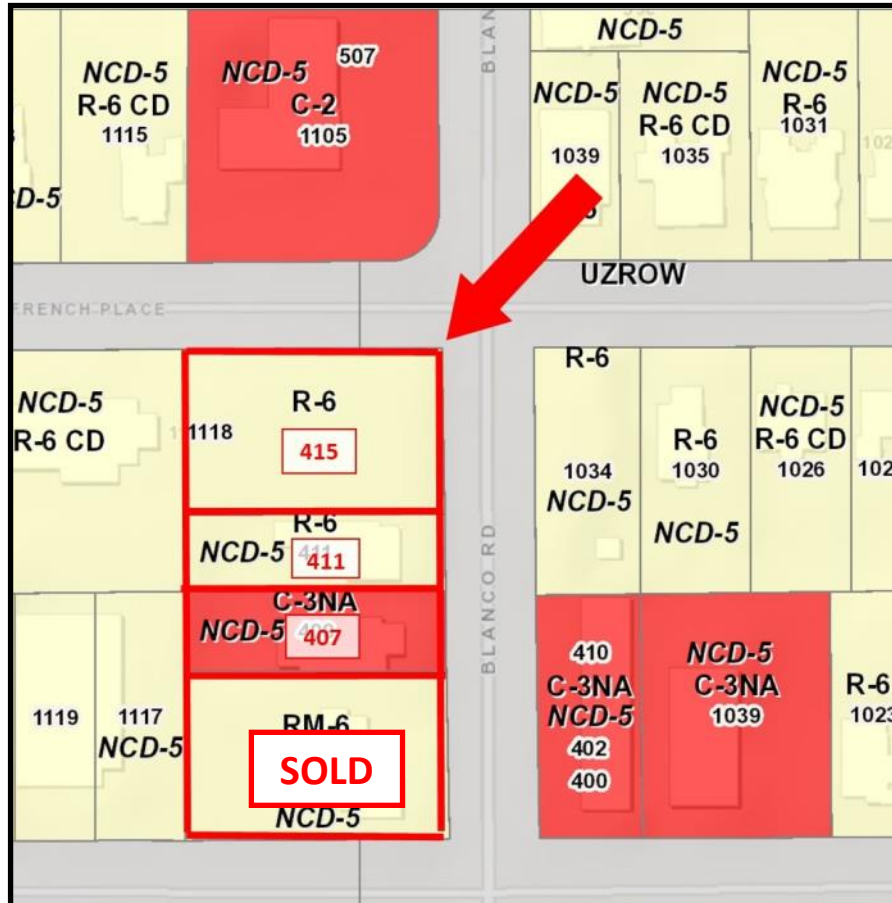 NCD-5
R-6 CD
1115
NCD-5
507
C-2
1105
BLAN
NCD-5
NCD-5
1039
NCD-5
R-6 CD
1035
NCD-5
R-6
1031
UZROW
FRENCH PLACE
NCD-5
R-6 CD
1118
R-6
415
R-6
NCD-5
411
C-3NA
NCD-5
407
RM-6
SOLD
NCD-5
1119
1117
NCD-5
BLANCO RD
R-6
1034
NCD-5
R-6
1030
NCD-5
NCD-5
R-6 CD
1026
410
C-3NA
NCD-5
402
400
NCD-5
C-3NA
1039
R-6
1023